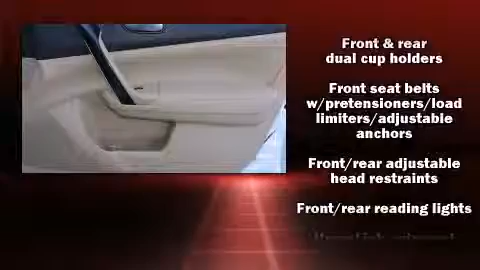 Front & rear
dual cup holders
Front seat belts
w/pretensioners/load
limiters/adjustable
anchors
Front/rear adjustable
head restraints
Front/rear reading lights